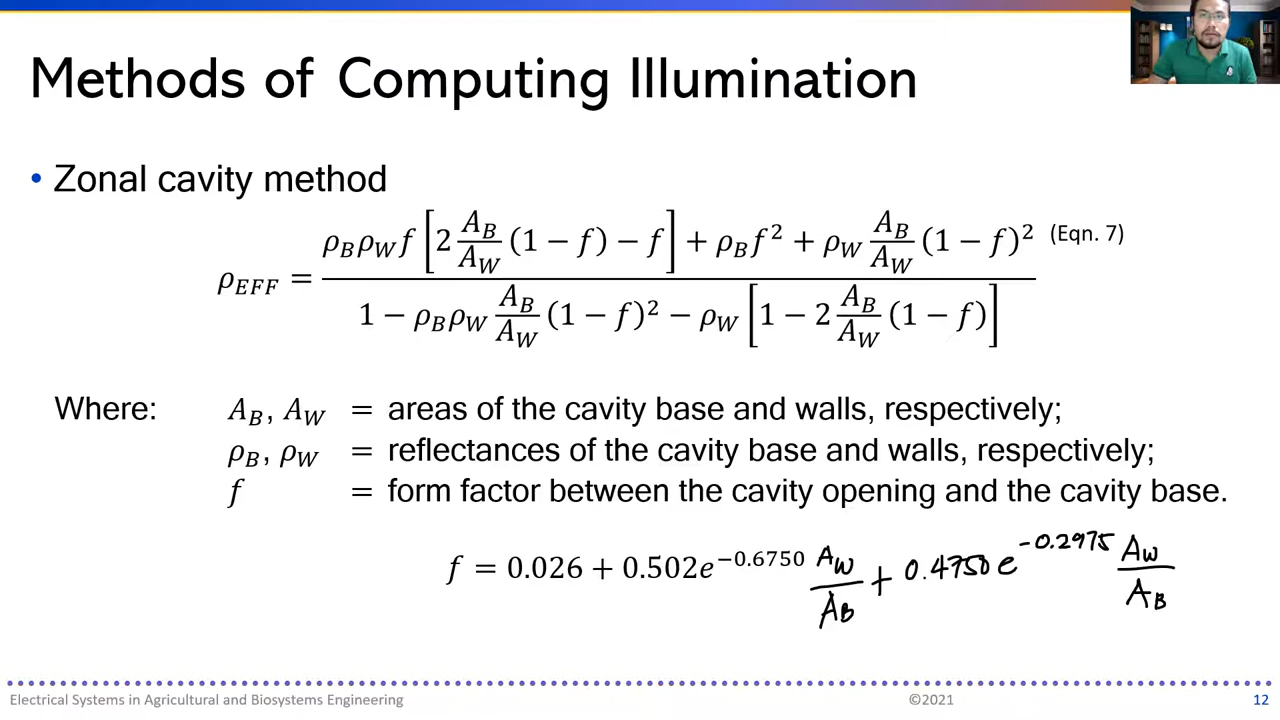 Methods of Computing Illumination
• Zonal cavity method
ρ_EFF = (ρ_B ρ_W f [2 A_B/A_W (1 − f) − f] + ρ_B f² + ρ_W A_B/A_W (1 − f)²) / (1 − ρ_B ρ_W A_B/A_W (1 − f)² − ρ_W [1 − 2 A_B/A_W (1 − f)]) (Eqn. 7)
Where: A_B, A_W = areas of the cavity base and walls, respectively;
ρ_B, ρ_W = reflectances of the cavity base and walls, respectively;
f = form factor between the cavity opening and the cavity base.
f = 0.026 + 0.502e^−0.6750 A_W/A_B + 0.4750 e^−0.2975 A_W/A_B
Electrical Systems in Agricultural and Biosystems Engineering ©2021 12